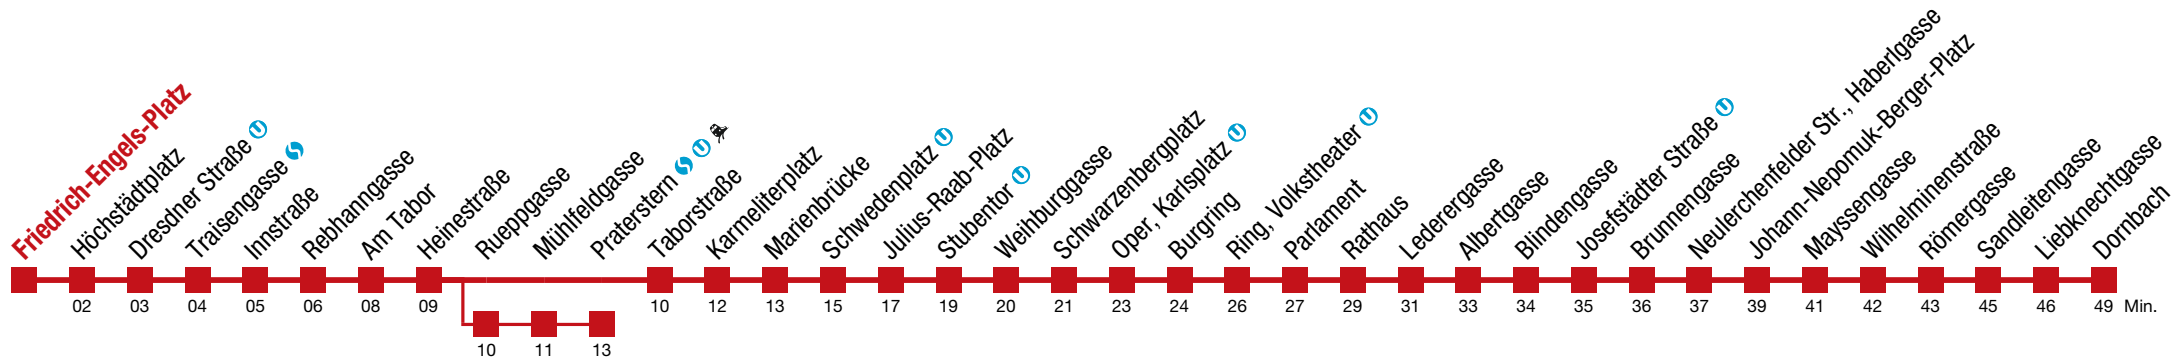 Friedrich-Engels-Platz
Höchstädtplatz
Dresdner Straße U
Traisengasse S
Innstraße
Rebhanngasse
Am Tabor
Heinestraße
Rueppgasse
Mühlfeldgasse
Praterstern S U
Taborstraße
Karmeliterplatz
Marienbrücke
Schwedenplatz U
Julius-Raab-Platz
Stubentor U
Weihburggasse
Schwarzenbergplatz
Oper, Karlsplatz U
Burgring
Ring, Volkstheater U
Parlament
Rathaus
Lederergasse
Albertgasse
Blindengasse
Josefstädter Straße U
Brunnengasse
Neulerchenfelder Str., Haberlgasse
Johann-Nepomuk-Berger-Platz
Mayssengasse
Wilhelminenstraße
Römergasse
Sandleitengasse
Liebknechtgasse
Dornbach
02 03 04 05 06 08 09 10 12 13 15 17 19 20 21 23 24 26 27 29 31 33 34 35 36 37 39 41 42 43 45 46 49 Min.
10 11 13